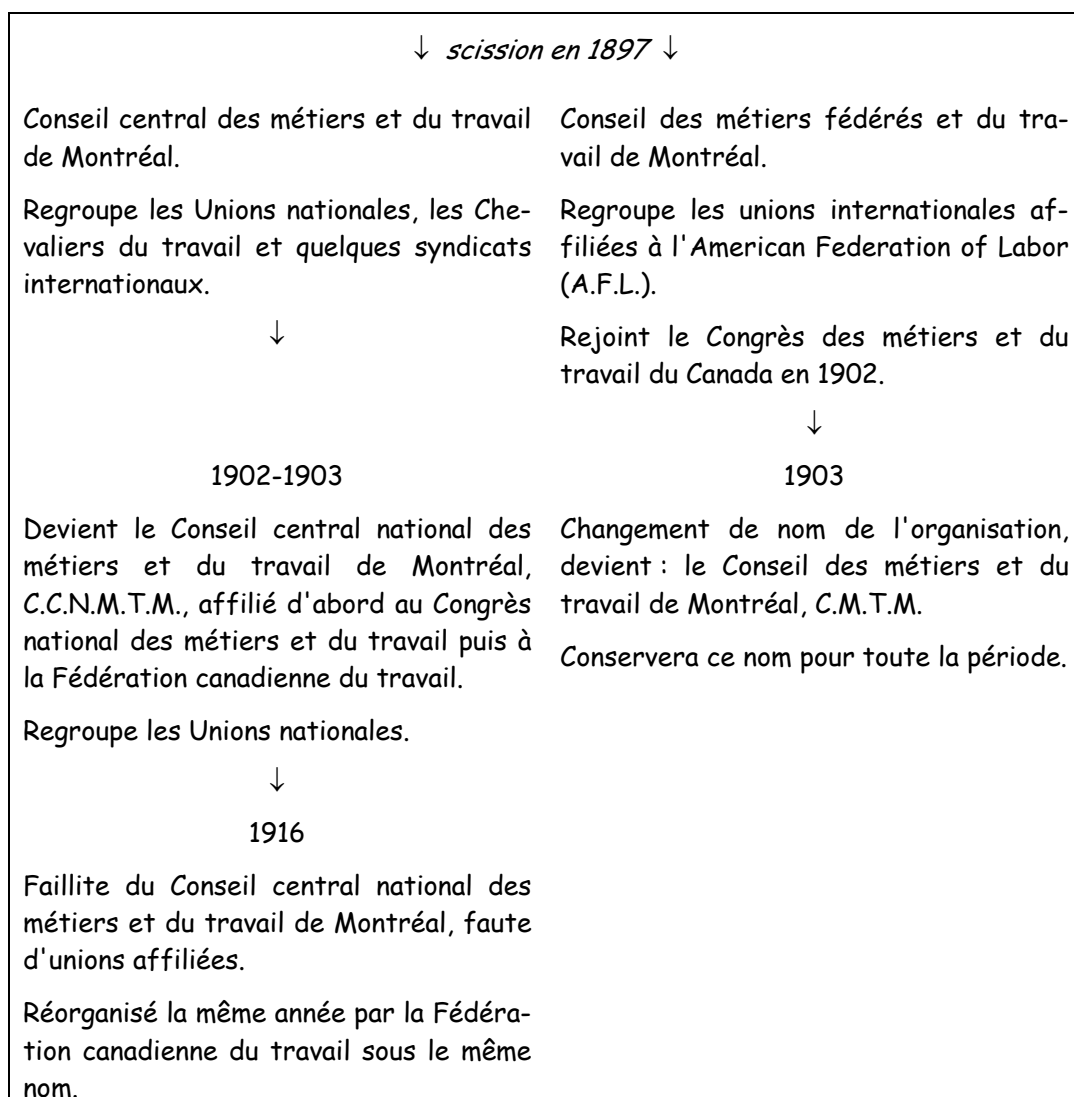 ↓ scission en 1897 ↓
Conseil central des métiers et du travail
de Montréal.
Regroupe les Unions nationales, les Che-
valiers du travail et quelques syndicats
internationaux.
↓
1902-1903
Devient le Conseil central national des
métiers et du travail de Montréal,
C.C.N.M.T.M., affilié d'abord au Congrès
national des métiers et du travail puis à
la Fédération canadienne du travail.
Regroupe les Unions nationales.
↓
1916
Faillite du Conseil central national des
métiers et du travail de Montréal, faute
d'unions affiliées.
Réorganisé la même année par la Fédéra-
tion canadienne du travail sous le même
nom.
Conseil des métiers fédérés et du tra-
vail de Montréal.
Regroupe les unions internationales af-
filiées à l'American Federation of Labor
(A.F.L.).
Rejoint le Congrès des métiers et du
travail du Canada en 1902.
↓
1903
Changement de nom de l'organisation,
devient : le Conseil des métiers et du
travail de Montréal, C.M.T.M.
Conservera ce nom pour toute la période.